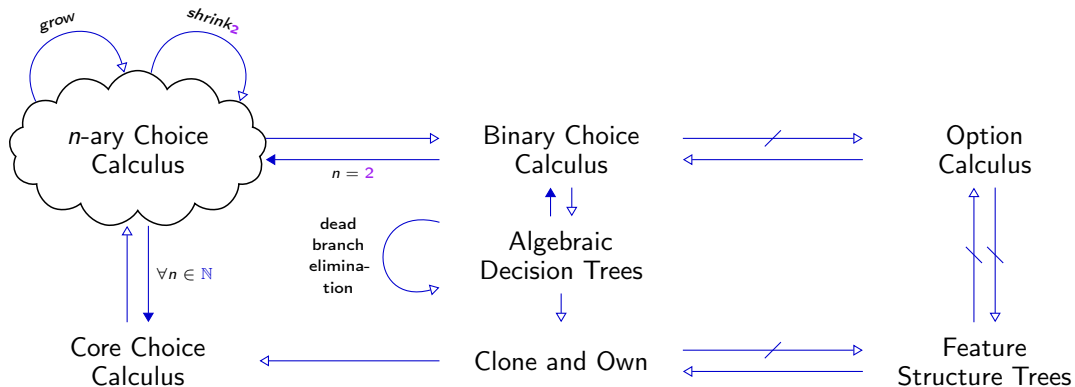 grow
shrink2
n-ary Choice
Calculus
Binary Choice
Calculus
Option
Calculus
n = 2
dead
branch
elimina-
tion
Algebraic
Decision Trees
∀n ∈ ℕ
Core Choice
Calculus
Clone and Own
Feature
Structure Trees